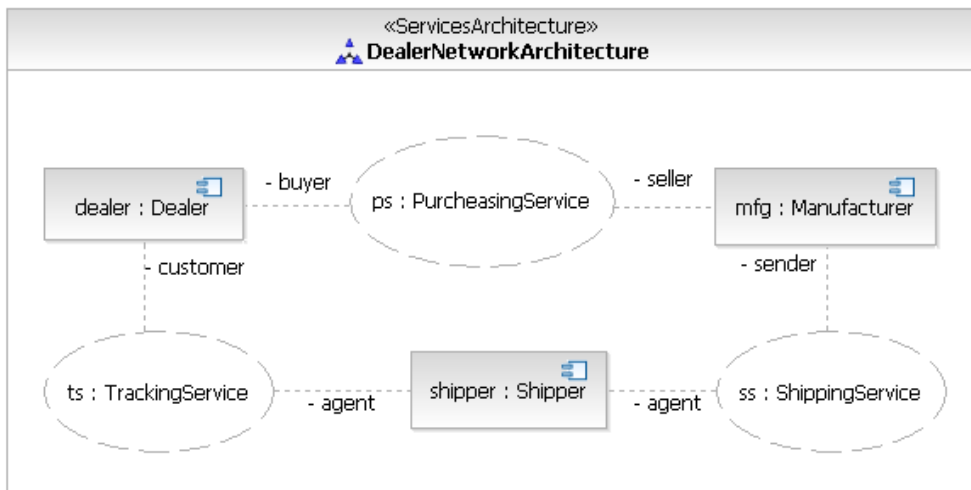 «ServicesArchitecture»
DealerNetworkArchitecture
- buyer
- seller
dealer : Dealer
ps : PurcheasingService
mfg : Manufacturer
- customer
- sender
ts : TrackingService
shipper : Shipper
ss : ShippingService
- agent
- agent